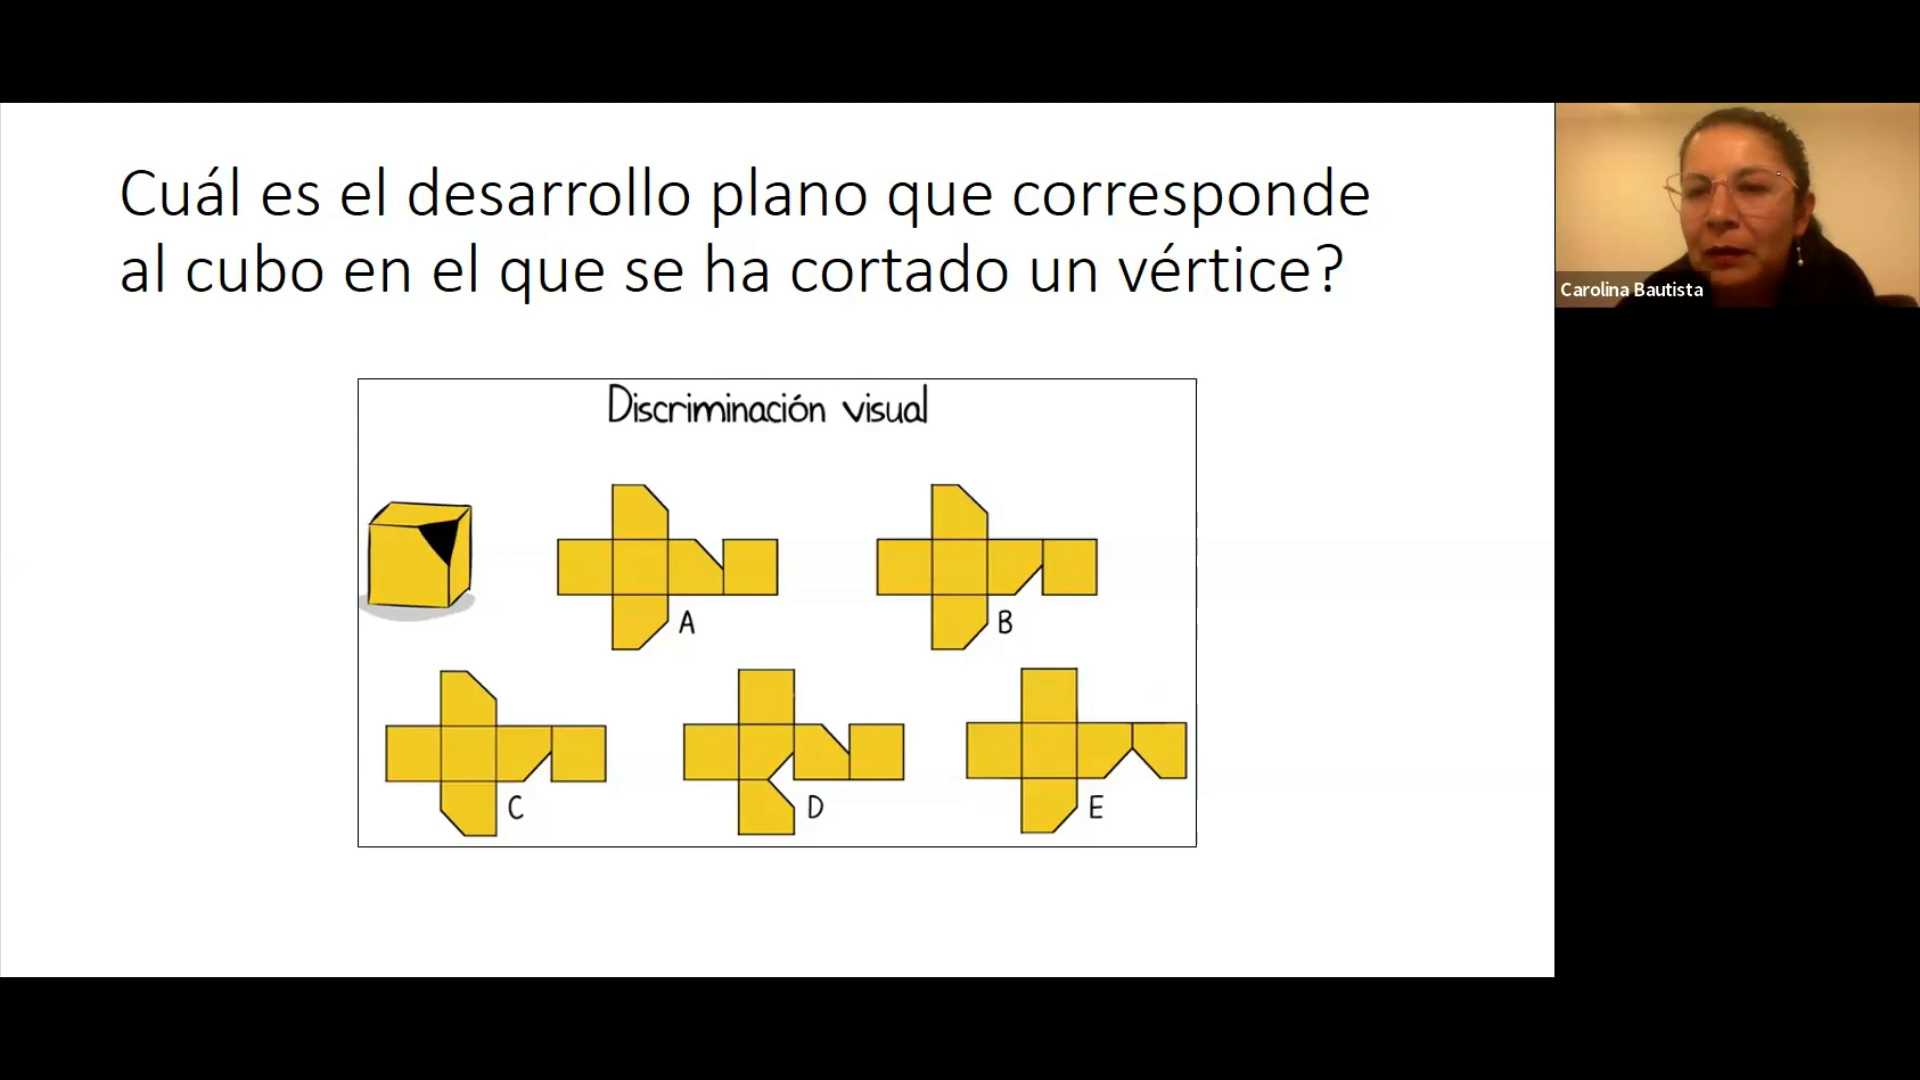 Cuál es el desarrollo plano que corresponde
al cubo en el que se ha cortado un vértice?
Carolina Bautista
Discriminación visual
A
B
C
D
E